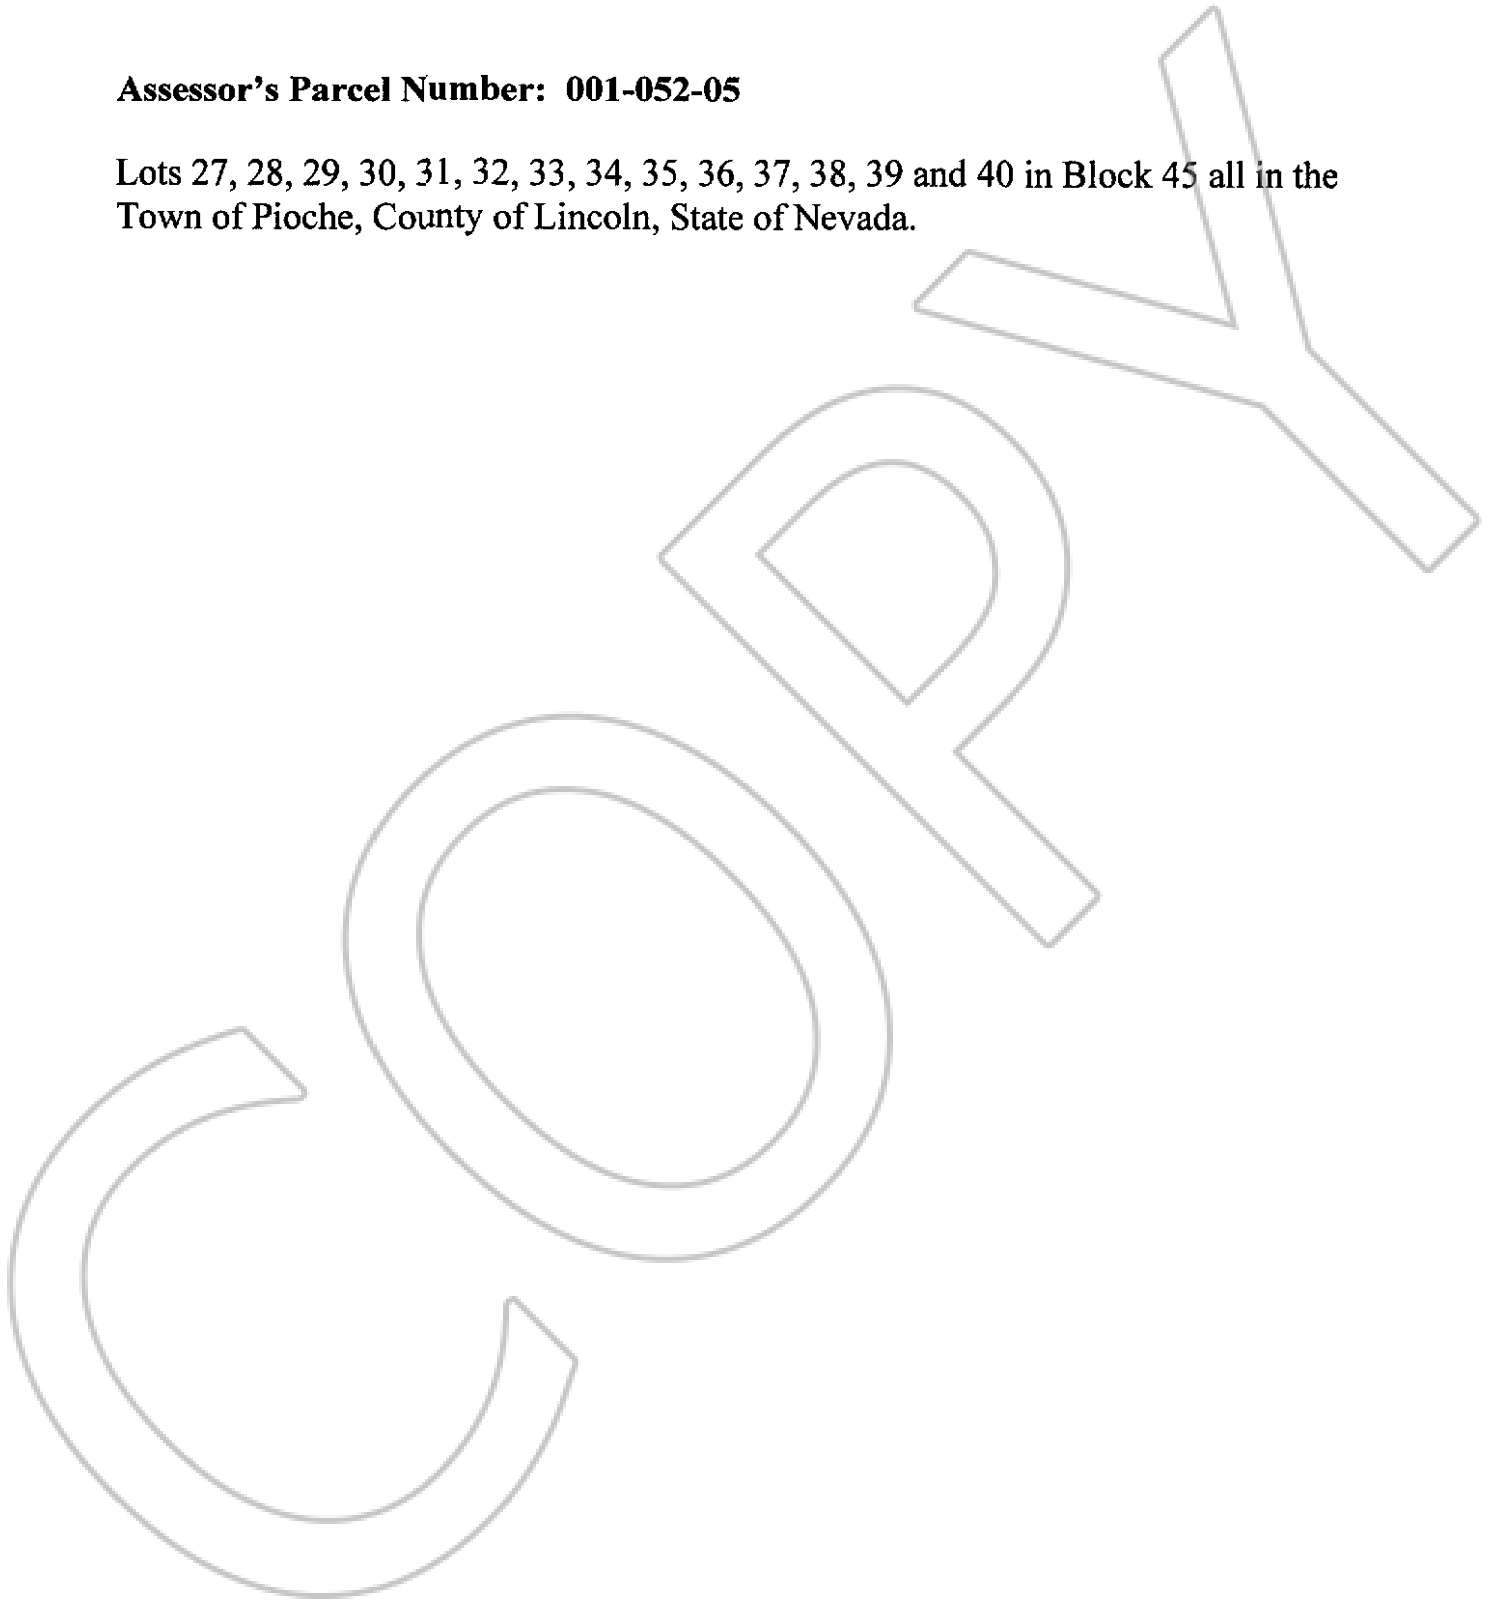 Assessor's Parcel Number: 001-052-05
Lots 27, 28, 29, 30, 31, 32, 33, 34, 35, 36, 37, 38, 39 and 40 in Block 45 all in the
Town of Pioche, County of Lincoln, State of Nevada.
COPY